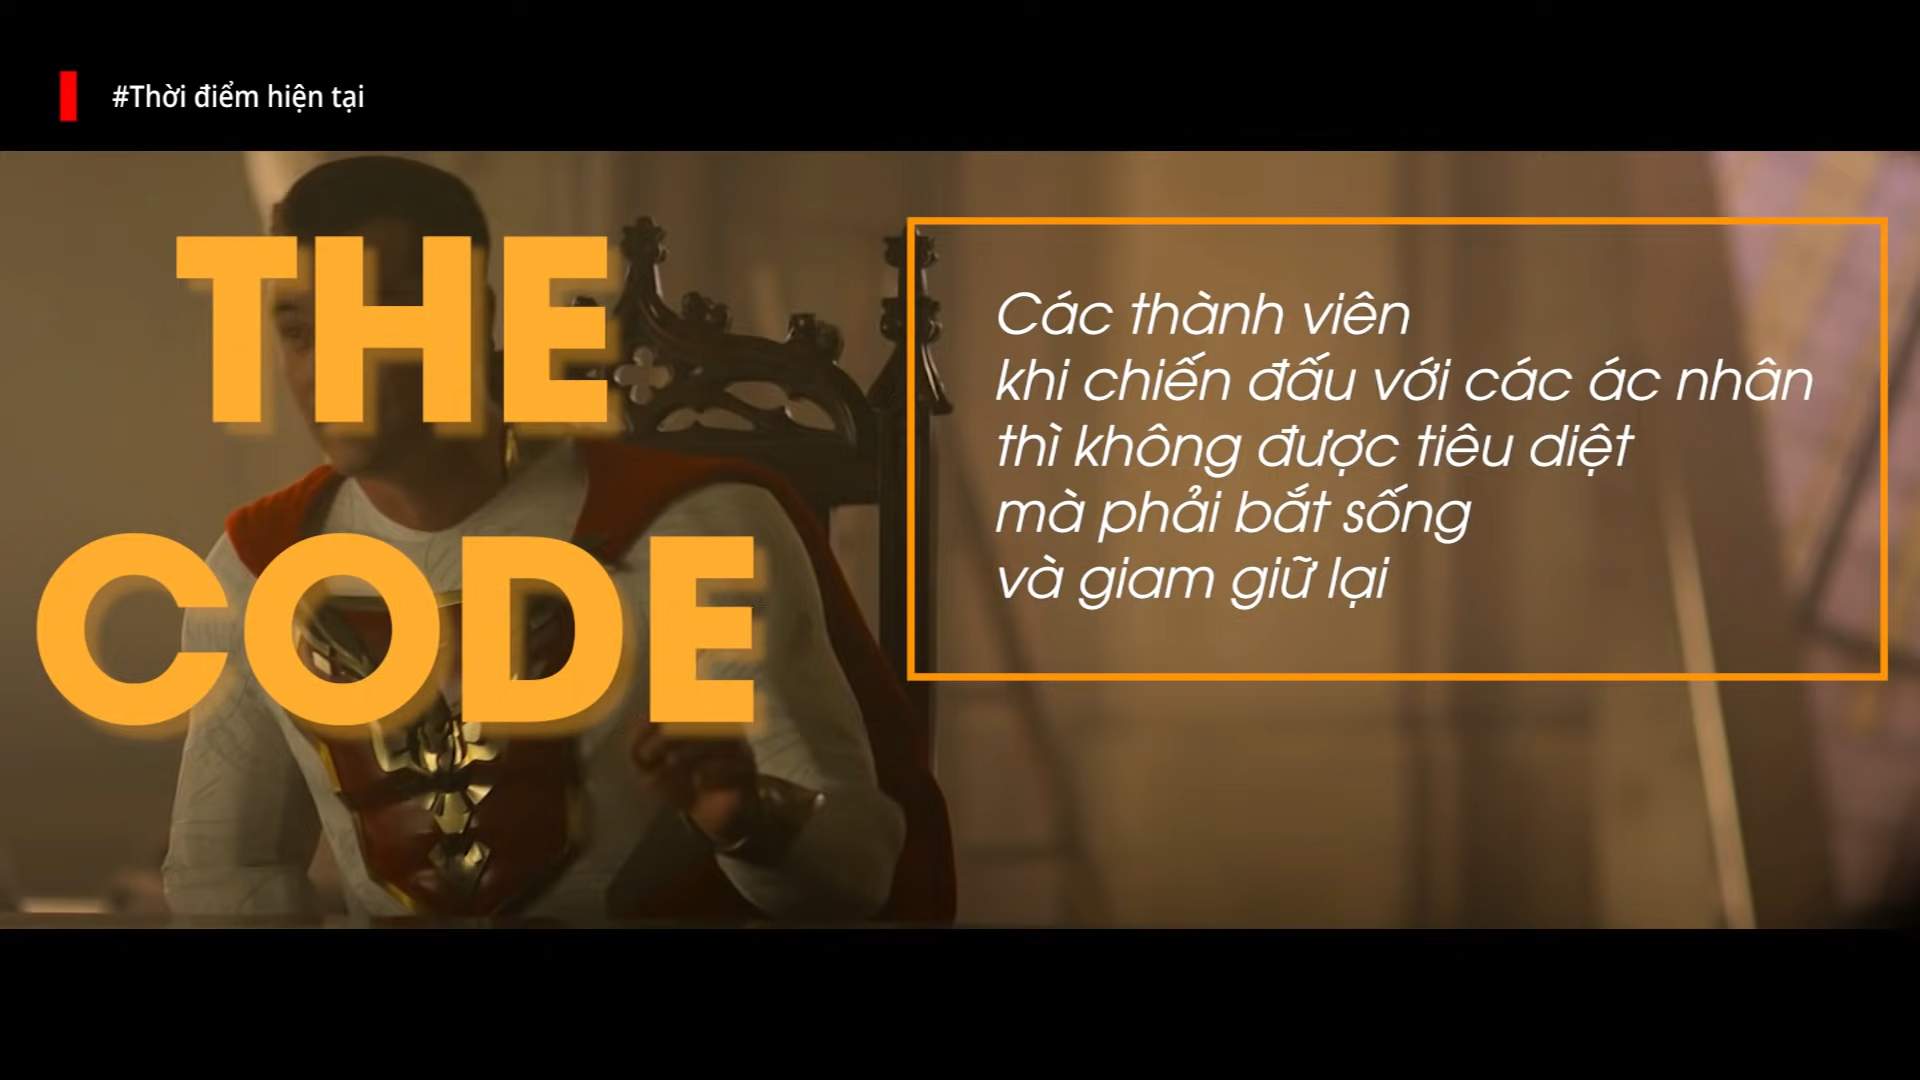 #Thời điểm hiện tại
THE
CODE
Các thành viên
khi chiến đấu với các ác nhân
thì không được tiêu diệt
mà phải bắt sống
và giam giữ lại